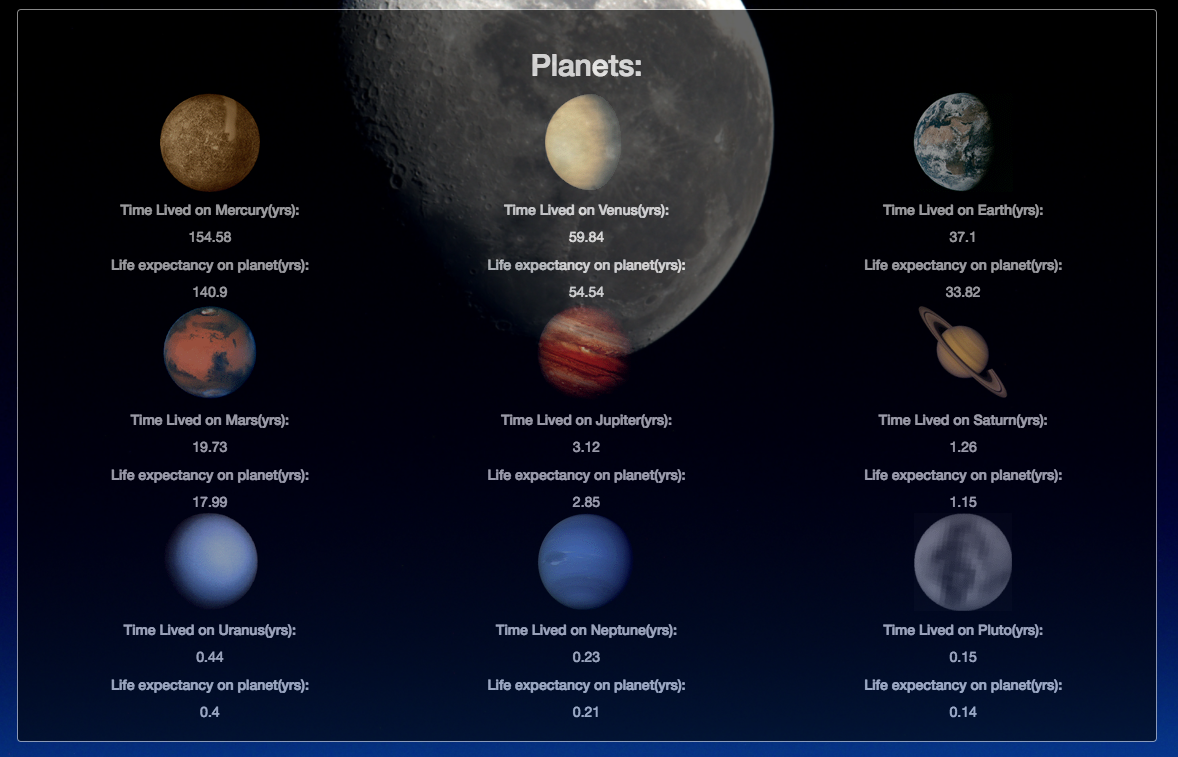 Planets:
Time Lived on Mercury(yrs):
154.58
Life expectancy on planet(yrs):
140.9
Time Lived on Venus(yrs):
59.84
Life expectancy on planet(yrs):
54.54
Time Lived on Earth(yrs):
37.1
Life expectancy on planet(yrs):
33.82
Time Lived on Mars(yrs):
19.73
Life expectancy on planet(yrs):
17.99
Time Lived on Jupiter(yrs):
3.12
Life expectancy on planet(yrs):
2.85
Time Lived on Saturn(yrs):
1.26
Life expectancy on planet(yrs):
1.15
Time Lived on Uranus(yrs):
0.44
Life expectancy on planet(yrs):
0.4
Time Lived on Neptune(yrs):
0.23
Life expectancy on planet(yrs):
0.21
Time Lived on Pluto(yrs):
0.15
Life expectancy on planet(yrs):
0.14